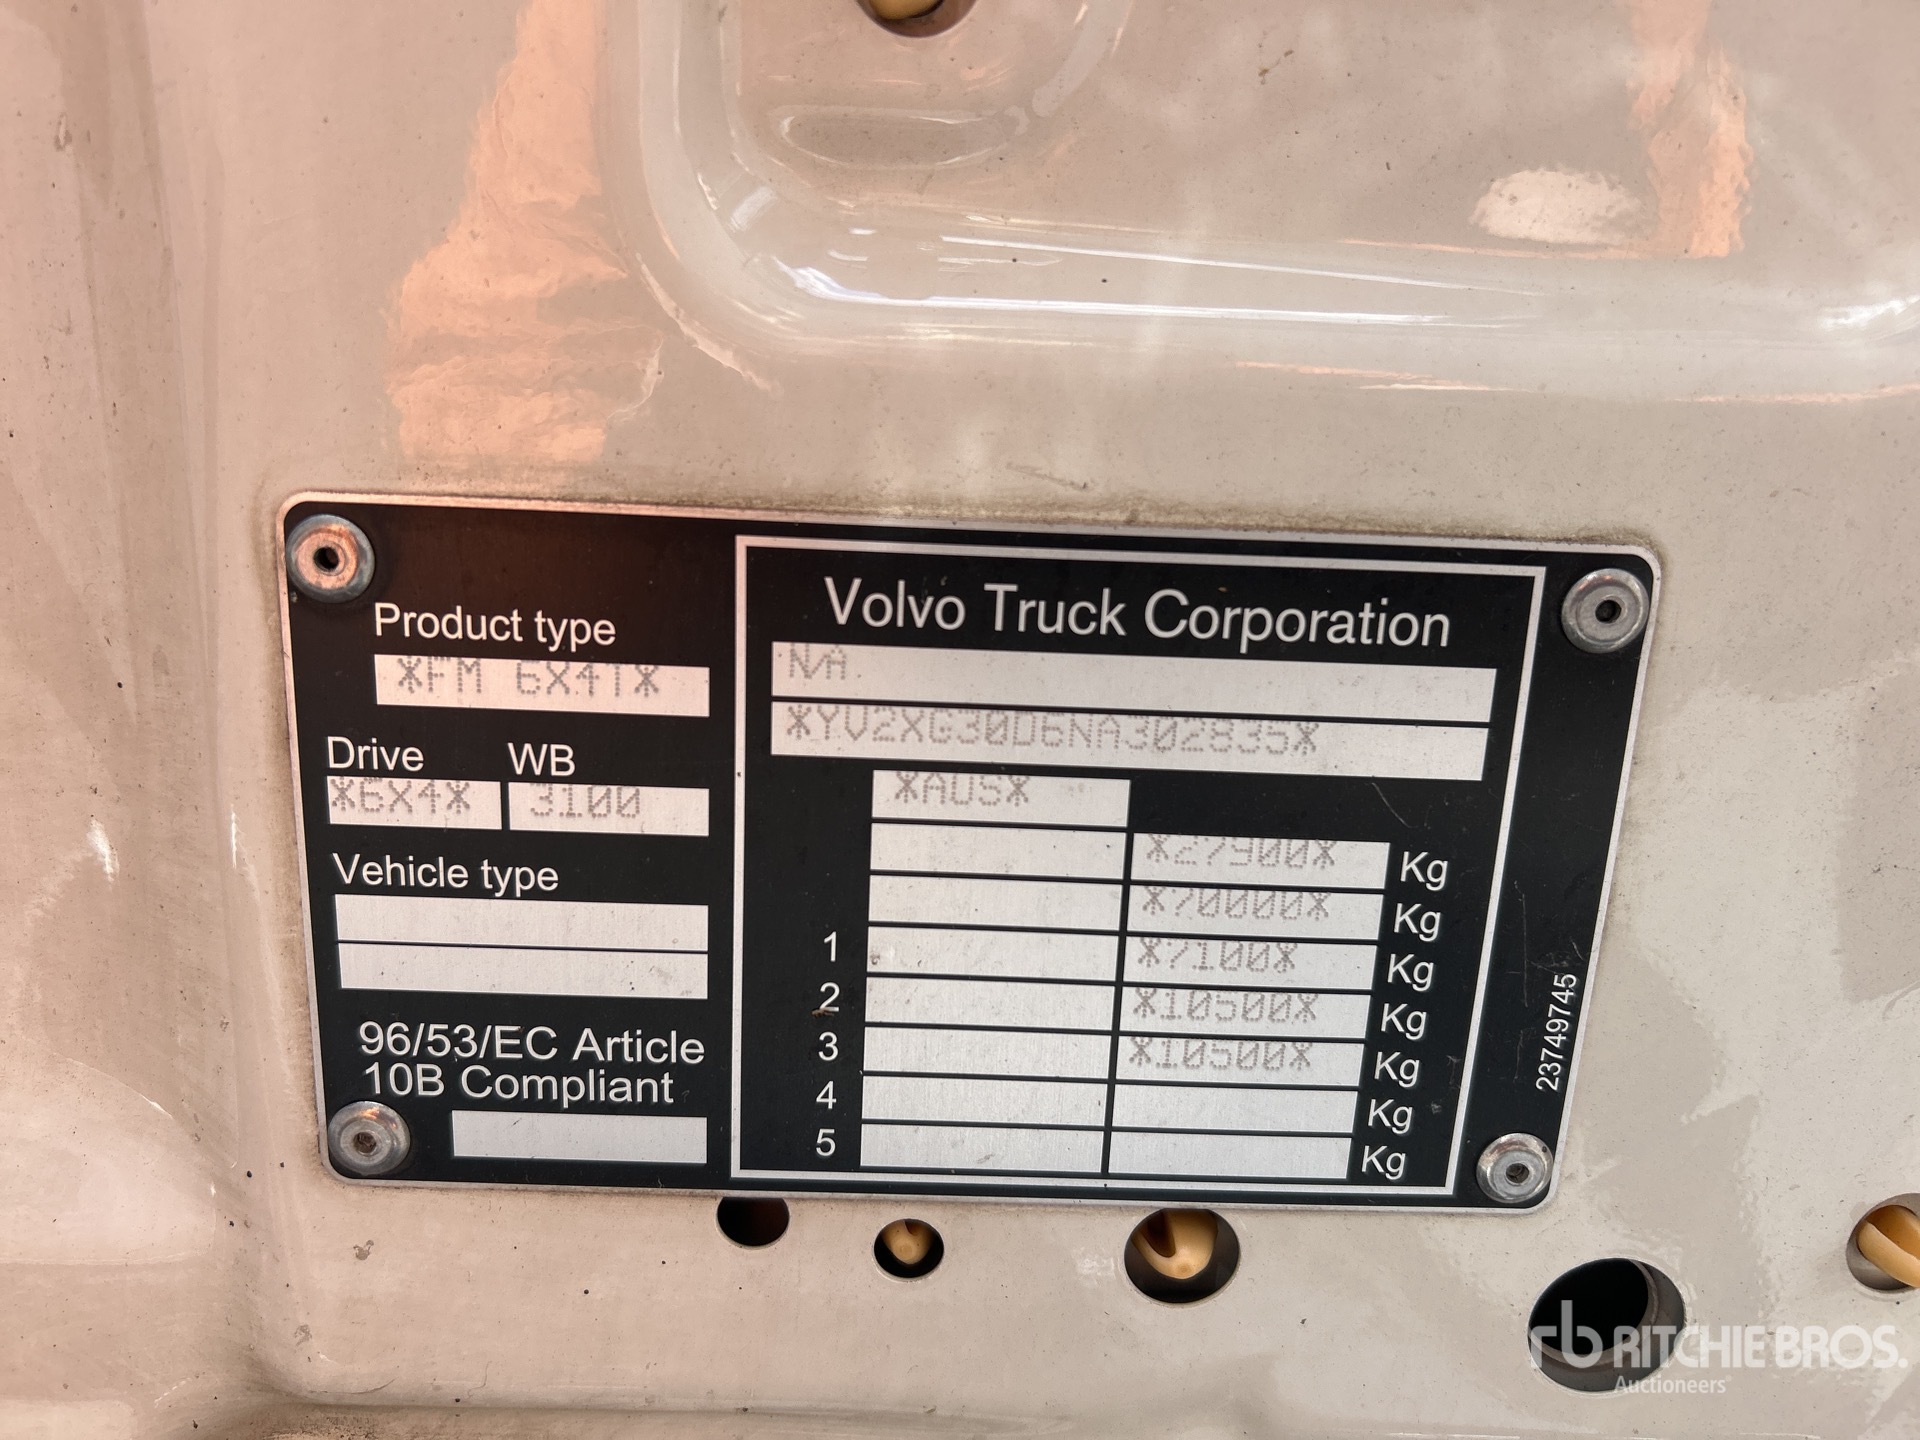 Product type
*FM 6X4T*
Drive WB
*6X4* 3100
Vehicle type
96/53/EC Article
10B Compliant
Volvo Truck Corporation
N/A
*YV2XG30D6NA302835*
*AUS*
*27900* Kg
*70000* Kg
1 *7100* Kg
2 *10500* Kg
3 *10500* Kg
4 Kg
5 Kg
23749745
rb RITCHIE BROS.
Auctioneers